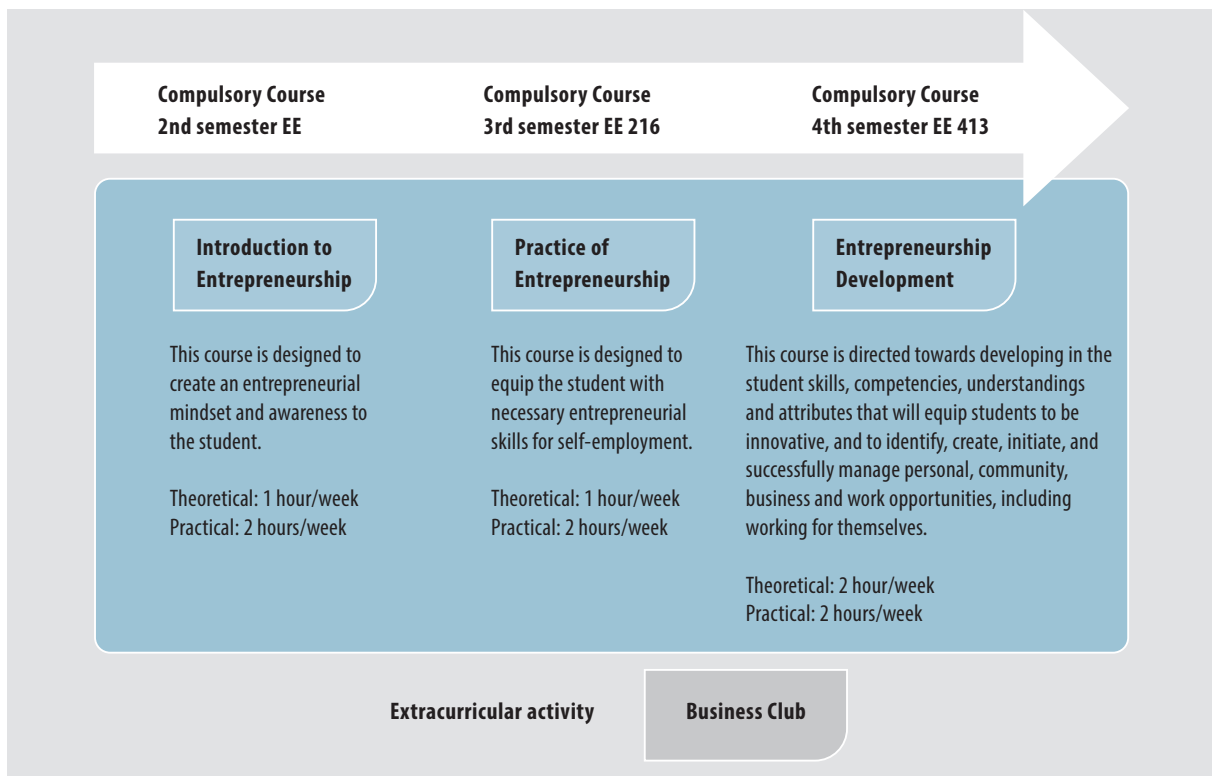 Compulsory Course
2nd semester EE
Compulsory Course
3rd semester EE 216
Compulsory Course
4th semester EE 413
Introduction to
Entrepreneurship
This course is designed to
create an entrepreneurial
mindset and awareness to
the student.
Theoretical: 1 hour/week
Practical: 2 hours/week
Practice of
Entrepreneurship
This course is designed to
equip the student with
necessary entrepreneurial
skills for self-employment.
Theoretical: 1 hour/week
Practical: 2 hours/week
Entrepreneurship
Development
This course is directed towards developing in the
student skills, competencies, understandings
and attributes that will equip students to be
innovative, and to identify, create, initiate, and
successfully manage personal, community,
business and work opportunities, including
working for themselves.
Theoretical: 2 hour/week
Practical: 2 hours/week
Extracurricular activity
Business Club